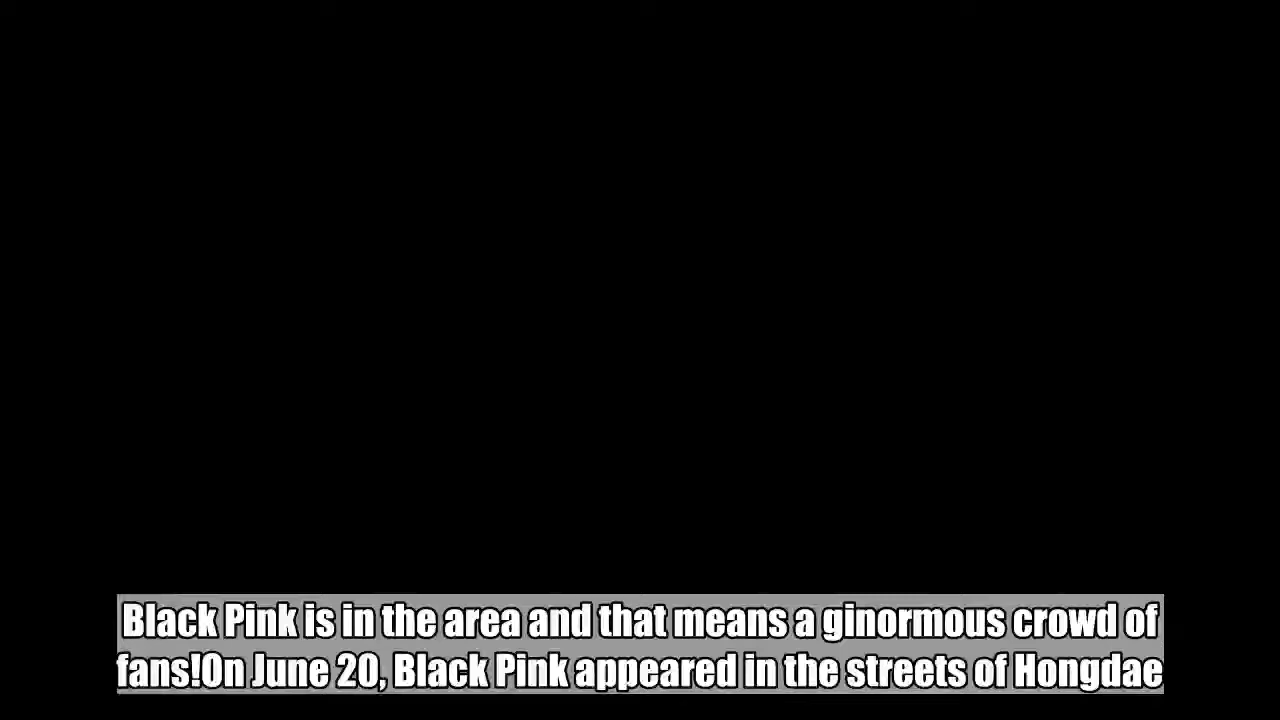 Black Pink is in the area and that means a ginormous crowd of
fans!On June 20, Black Pink appeared in the streets of Hongdae